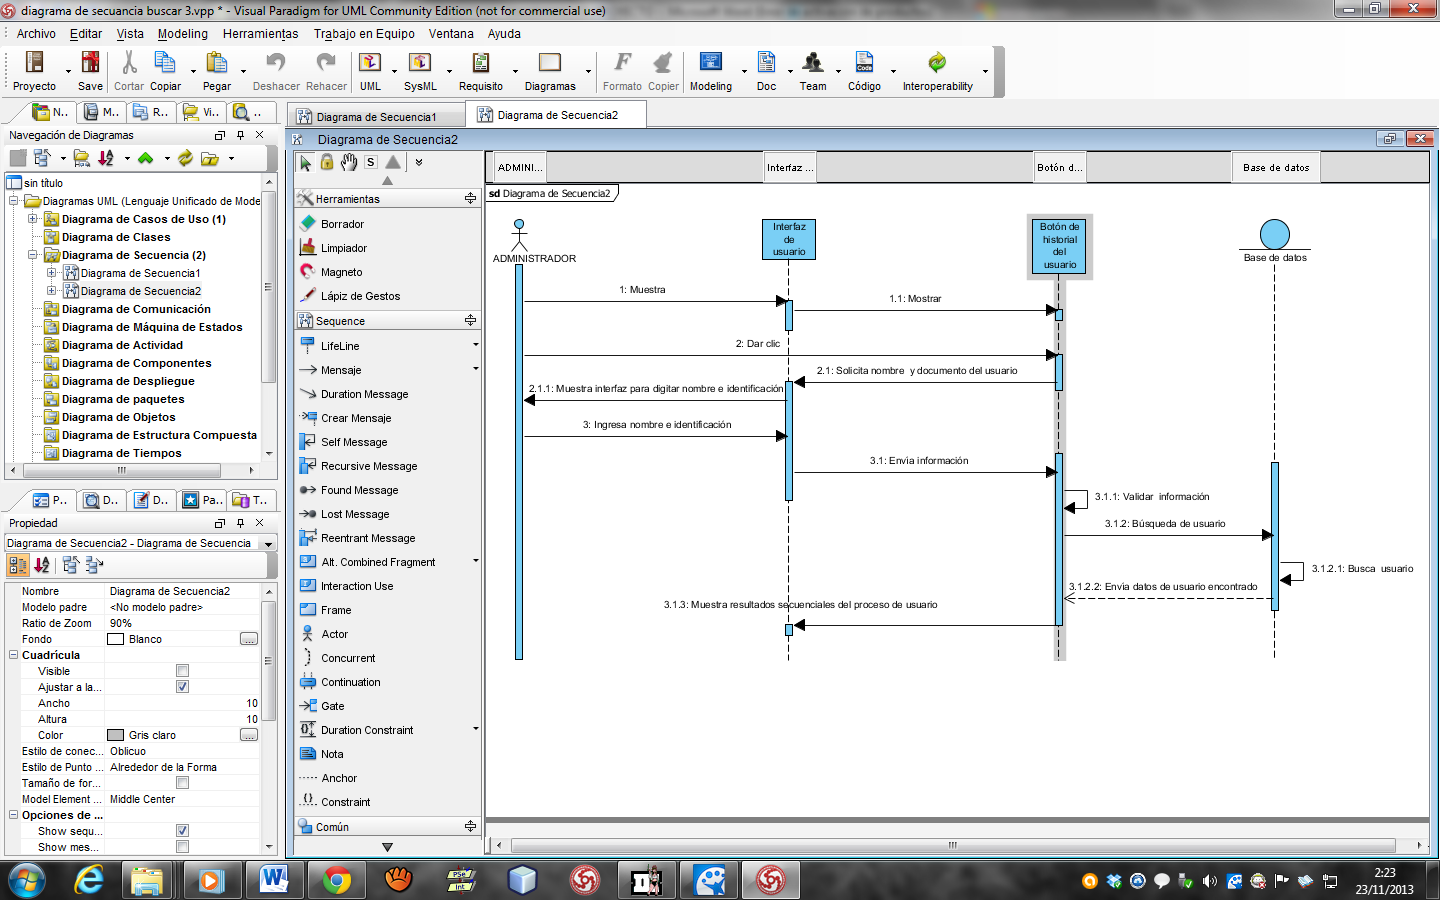 diagrama de secuancia buscar 3.vpp * - Visual Paradigm for UML Community Edition (not for commercial use)
Archivo Editar Vista Modeling Herramientas Trabajo en Equipo Ventana Ayuda
Proyecto Save Cortar Copiar Pegar Deshacer Rehacer UML SysML Requisito Diagramas Formato Copier Modeling Doc Team Código Interoperability
N.. M.. R.. Vi.. ..
Diagrama de Secuencia1
Diagrama de Secuencia2
Navegación de Diagramas
sin título
Diagramas UML (Lenguaje Unificado de Mode
Diagrama de Casos de Uso (1)
Diagrama de Clases
Diagrama de Secuencia (2)
Diagrama de Secuencia1
Diagrama de Secuencia2
Diagrama de Comunicación
Diagrama de Máquina de Estados
Diagrama de Actividad
Diagrama de Componentes
Diagrama de Despliegue
Diagrama de paquetes
Diagrama de Objetos
Diagrama de Estructura Compuesta
Diagrama de Tiempos
P.. D.. D.. Pa.. T..
Propiedad
Diagrama de Secuencia2 - Diagrama de Secuencia
Nombre Diagrama de Secuencia2
Modelo padre <No modelo padre>
Ratio de Zoom 90%
Fondo Blanco ...
Cuadrícula
Visible
Ajustar a la...
Ancho 10
Altura 10
Color Gris claro ...
Estilo de conec... Oblicuo
Estilo de Punto ... Alrededor de la Forma
Tamaño de for...
Model Element ... Middle Center
Opciones de ...
Show sequ...
Show mes...
Diagrama de Secuencia2
S
Herramientas
Borrador
Limpiador
Magneto
Lápiz de Gestos
Sequence
LifeLine
Mensaje
Duration Message
Crear Mensaje
Self Message
Recursive Message
Found Message
Lost Message
Reentrant Message
Alt. Combined Fragment
Interaction Use
Frame
Actor
Concurrent
Continuation
Gate
Duration Constraint
Nota
Anchor
Constraint
Común
ADMINI... Interfaz ... Botón d... Base de datos
sd Diagrama de Secuencia2
ADMINISTRADOR
Interfaz
de
usuario
Botón de
historial
del
usuario
Base de datos
1: Muestra
1.1: Mostrar
2: Dar clic
2.1: Solicita nombre y documento del usuario
2.1.1: Muestra interfaz para digitar nombre e identificación
3: Ingresa nombre e identificación
3.1: Envìa información
3.1.1: Validar información
3.1.2: Búsqueda de usuario
3.1.2.1: Busca usuario
3.1.2.2: Envia datos de usuario encontrado
3.1.3: Muestra resultados secuenciales del proceso de usuario
PSe
Int
2:23
23/11/2013